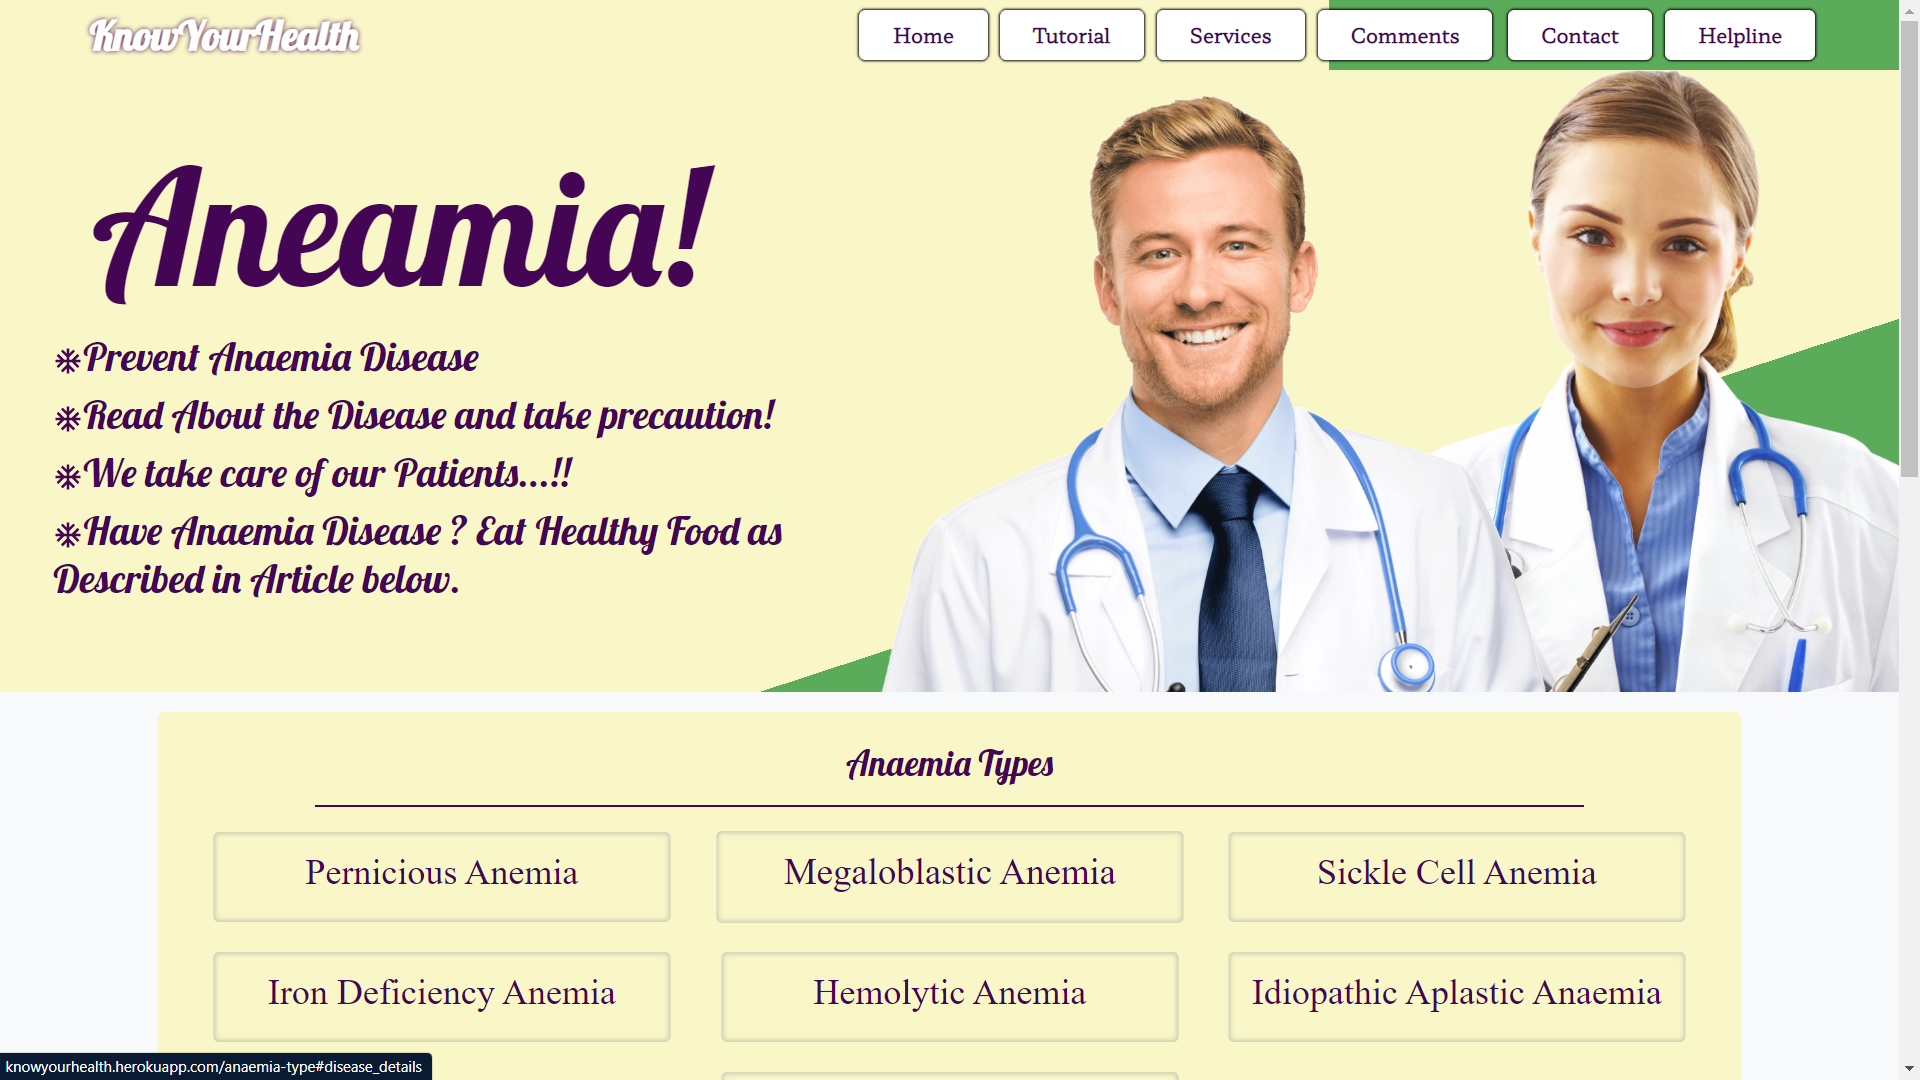 KnowYourHealth
Home
Tutorial
Services
Comments
Contact
Helpline
Aneamia!
Prevent Anaemia Disease
Read About the Disease and take precaution!
We take care of our Patients...!!
Have Anaemia Disease ? Eat Healthy Food as
Described in Article below.
Anaemia Types
Pernicious Anemia
Megaloblastic Anemia
Sickle Cell Anemia
Iron Deficiency Anemia
Hemolytic Anemia
Idiopathic Aplastic Anaemia
knowyourhealth.herokuapp.com/anaemia-type#disease_details